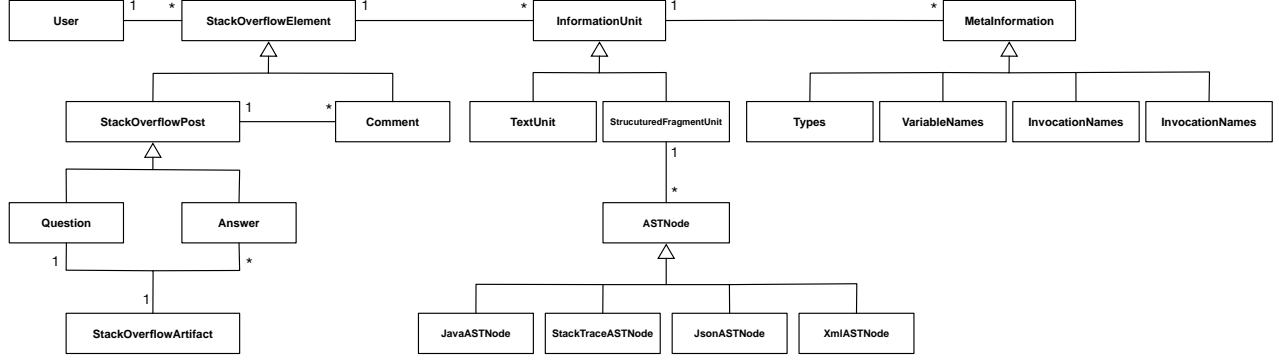 User
1
*
StackOverflowElement
1
*
InformationUnit
1
*
MetaInformation
StackOverflowPost
1
*
Comment
TextUnit
StrucuturedFragmentUnit
Types
VariableNames
InvocationNames
InvocationNames
1
*
Question
Answer
ASTNode
1
*
1
StackOverflowArtifact
JavaASTNode
StackTraceASTNode
JsonASTNode
XmlASTNode